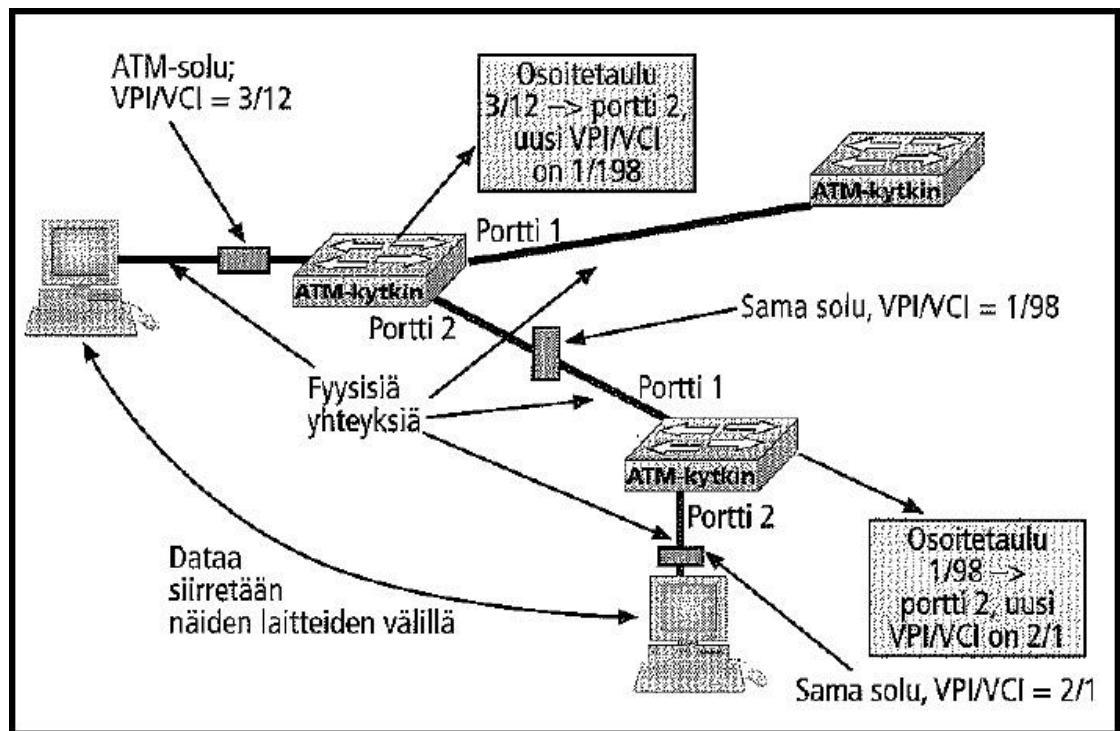 ATM-solu;
VPI/VCI = 3/12
Osoitetaulu
3/12 –> portti 2,
uusi VPI/VCI
on 1/198
ATM-kytkin
Portti 1
ATM-kytkin
Portti 2
Sama solu, VPI/VCI = 1/98
Fyysisiä
yhteyksiä
Portti 1
ATM-kytkin
Portti 2
Dataa
siirretään
näiden laitteiden välillä
Osoitetaulu
1/98 –>
portti 2, uusi
VPI/VCI on 2/1
Sama solu, VPI/VCI = 2/1